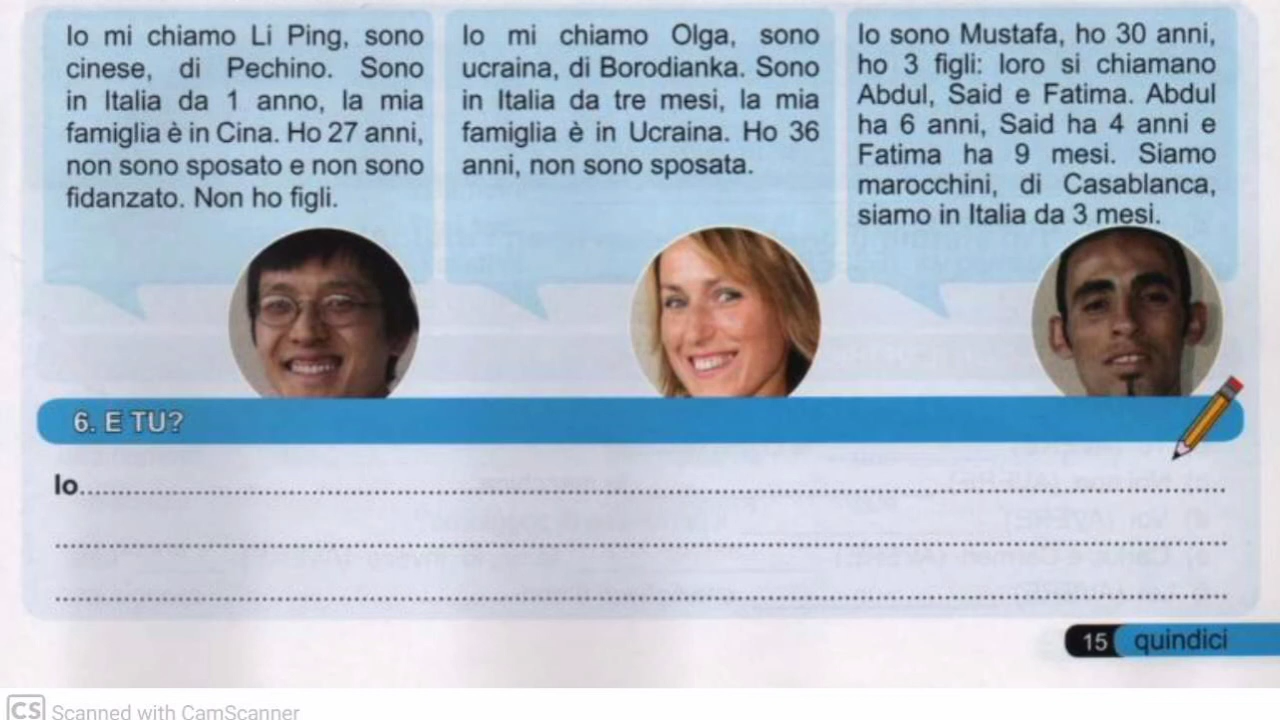 Io mi chiamo Li Ping, sono
cinese, di Pechino. Sono
in Italia da 1 anno, la mia
famiglia è in Cina. Ho 27 anni,
non sono sposato e non sono
fidanzato. Non ho figli.
Io mi chiamo Olga, sono
ucraina, di Borodianka. Sono
in Italia da tre mesi, la mia
famiglia è in Ucraina. Ho 36
anni, non sono sposata.
Io sono Mustafa, ho 30 anni,
ho 3 figli: loro si chiamano
Abdul, Said e Fatima. Abdul
ha 6 anni, Said ha 4 anni e
Fatima ha 9 mesi. Siamo
marocchini, di Casablanca,
siamo in Italia da 3 mesi.
6. E TU?
Io
15 quindici
CS Scanned with CamScanner